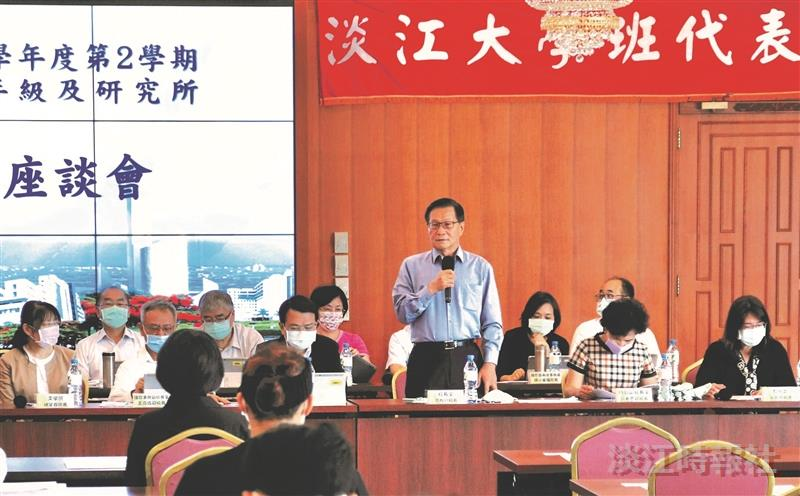 學年度第2學期
年級及研究所
座談會
淡江大學班代表
淡江時報社